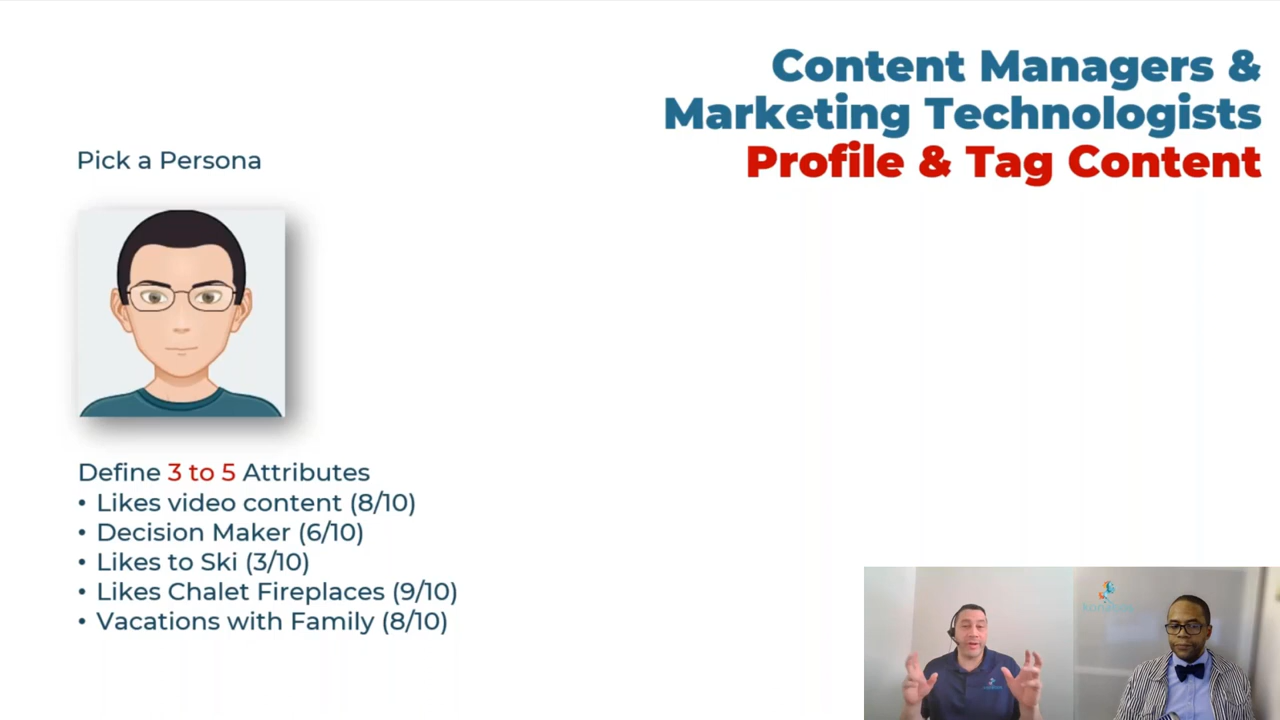 Content Managers &
Marketing Technologists
Profile & Tag Content
Pick a Persona
Define 3 to 5 Attributes
• Likes video content (8/10)
• Decision Maker (6/10)
• Likes to Ski (3/10)
• Likes Chalet Fireplaces (9/10)
• Vacations with Family (8/10)